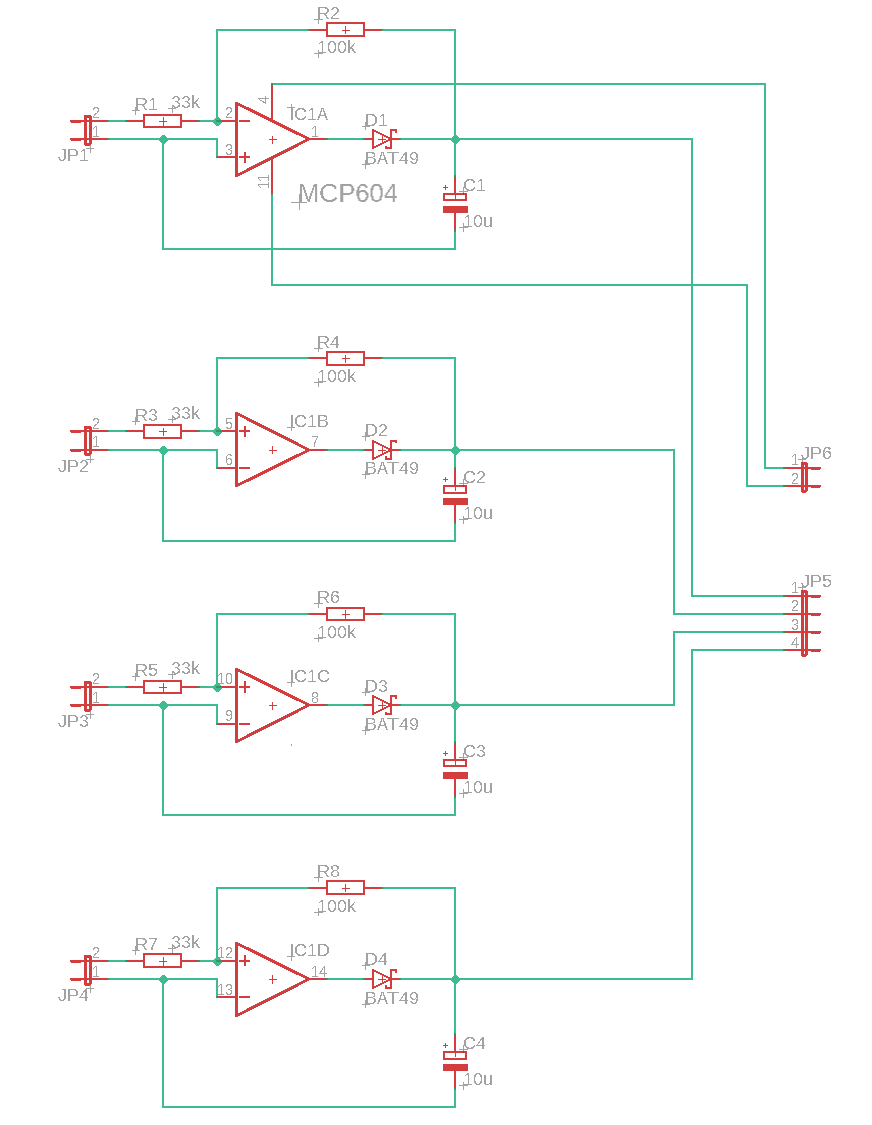 R2
100k
4
R1 33k
2
1
JP1
2
3
IC1A
1
11
MCP604
D1
BAT49
C1
10u
R4
100k
R3 33k
2
1
JP2
5
6
IC1B
7
D2
BAT49
C2
10u
JP6
1
2
JP5
1
2
3
4
R6
100k
R5 33k
2
1
JP3
10
9
IC1C
8
D3
BAT49
C3
10u
R8
100k
R7 33k
2
1
JP4
12
13
IC1D
14
D4
BAT49
C4
10u